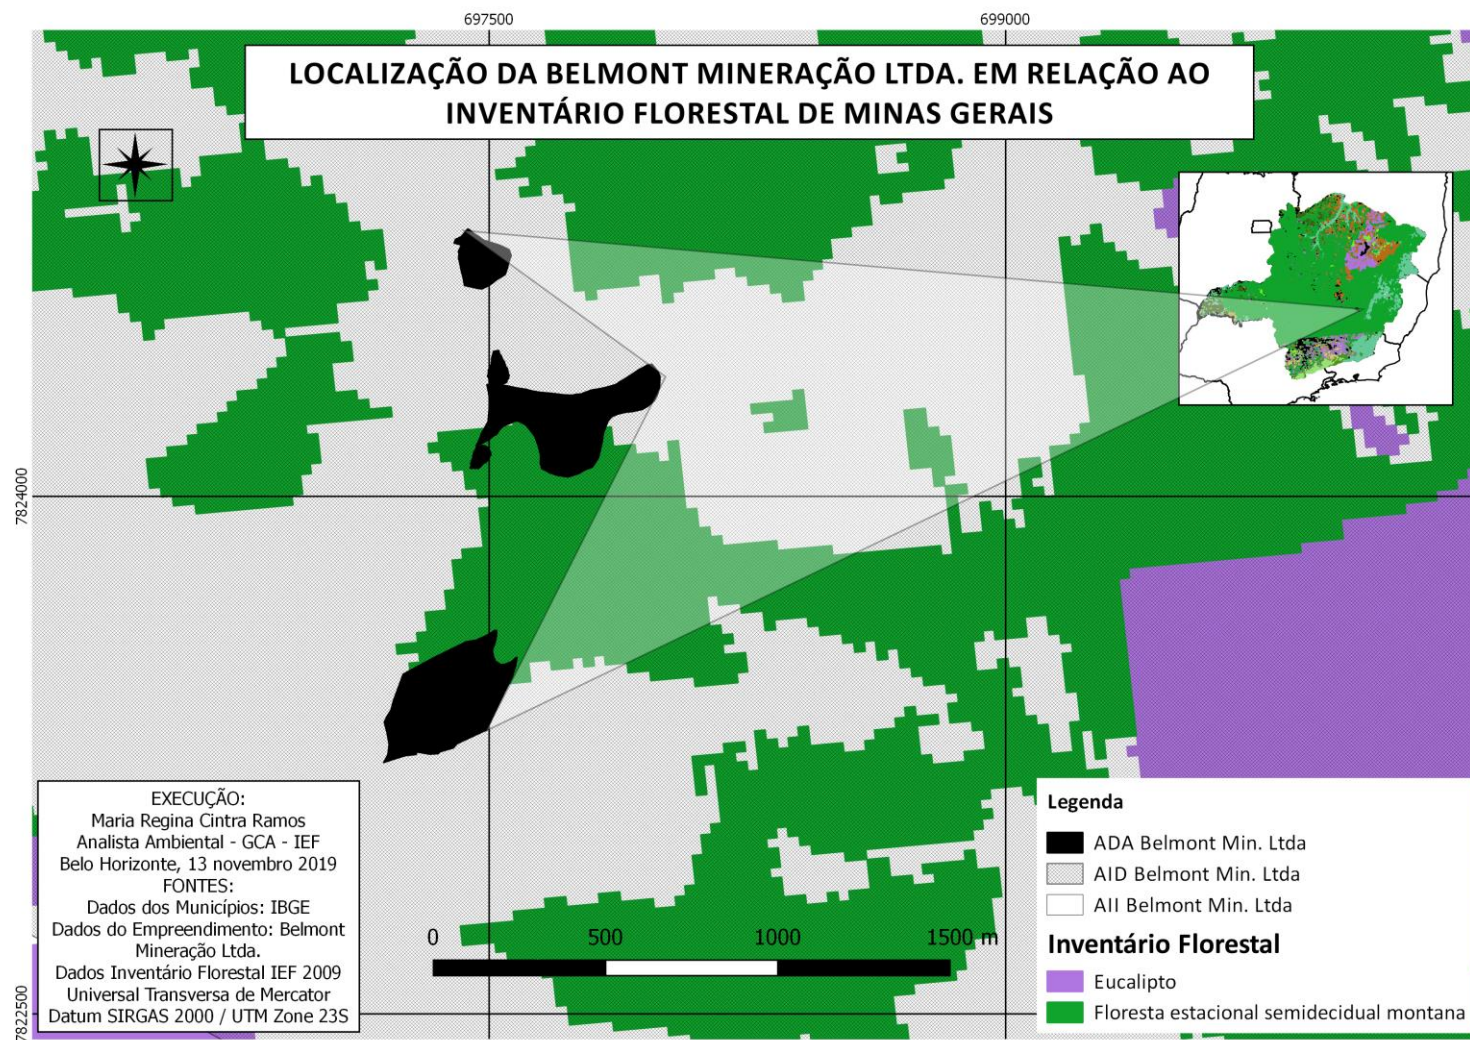 697500
699000
LOCALIZAÇÃO DA BELMONT MINERAÇÃO LTDA. EM RELAÇÃO AO
INVENTÁRIO FLORESTAL DE MINAS GERAIS
7824000
7822500
EXECUÇÃO:
Maria Regina Cintra Ramos
Analista Ambiental - GCA - IEF
Belo Horizonte, 13 novembro 2019
FONTES:
Dados dos Municípios: IBGE
Dados do Empreendimento: Belmont
Mineração Ltda.
Dados Inventário Florestal IEF 2009
Universal Transversa de Mercator
Datum SIRGAS 2000 / UTM Zone 23S
0 500 1000 1500 m
Legenda
ADA Belmont Min. Ltda
AID Belmont Min. Ltda
AII Belmont Min. Ltda
Inventário Florestal
Eucalipto
Floresta estacional semidecidual montana